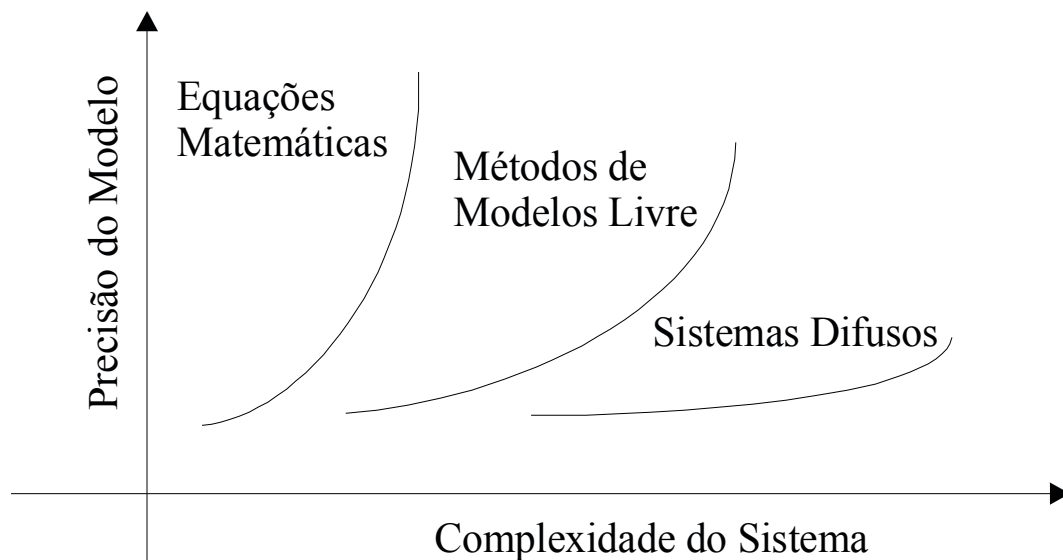 Precisão do Modelo
Equações
Matemáticas
Métodos de
Modelos Livre
Sistemas Difusos
Complexidade do Sistema